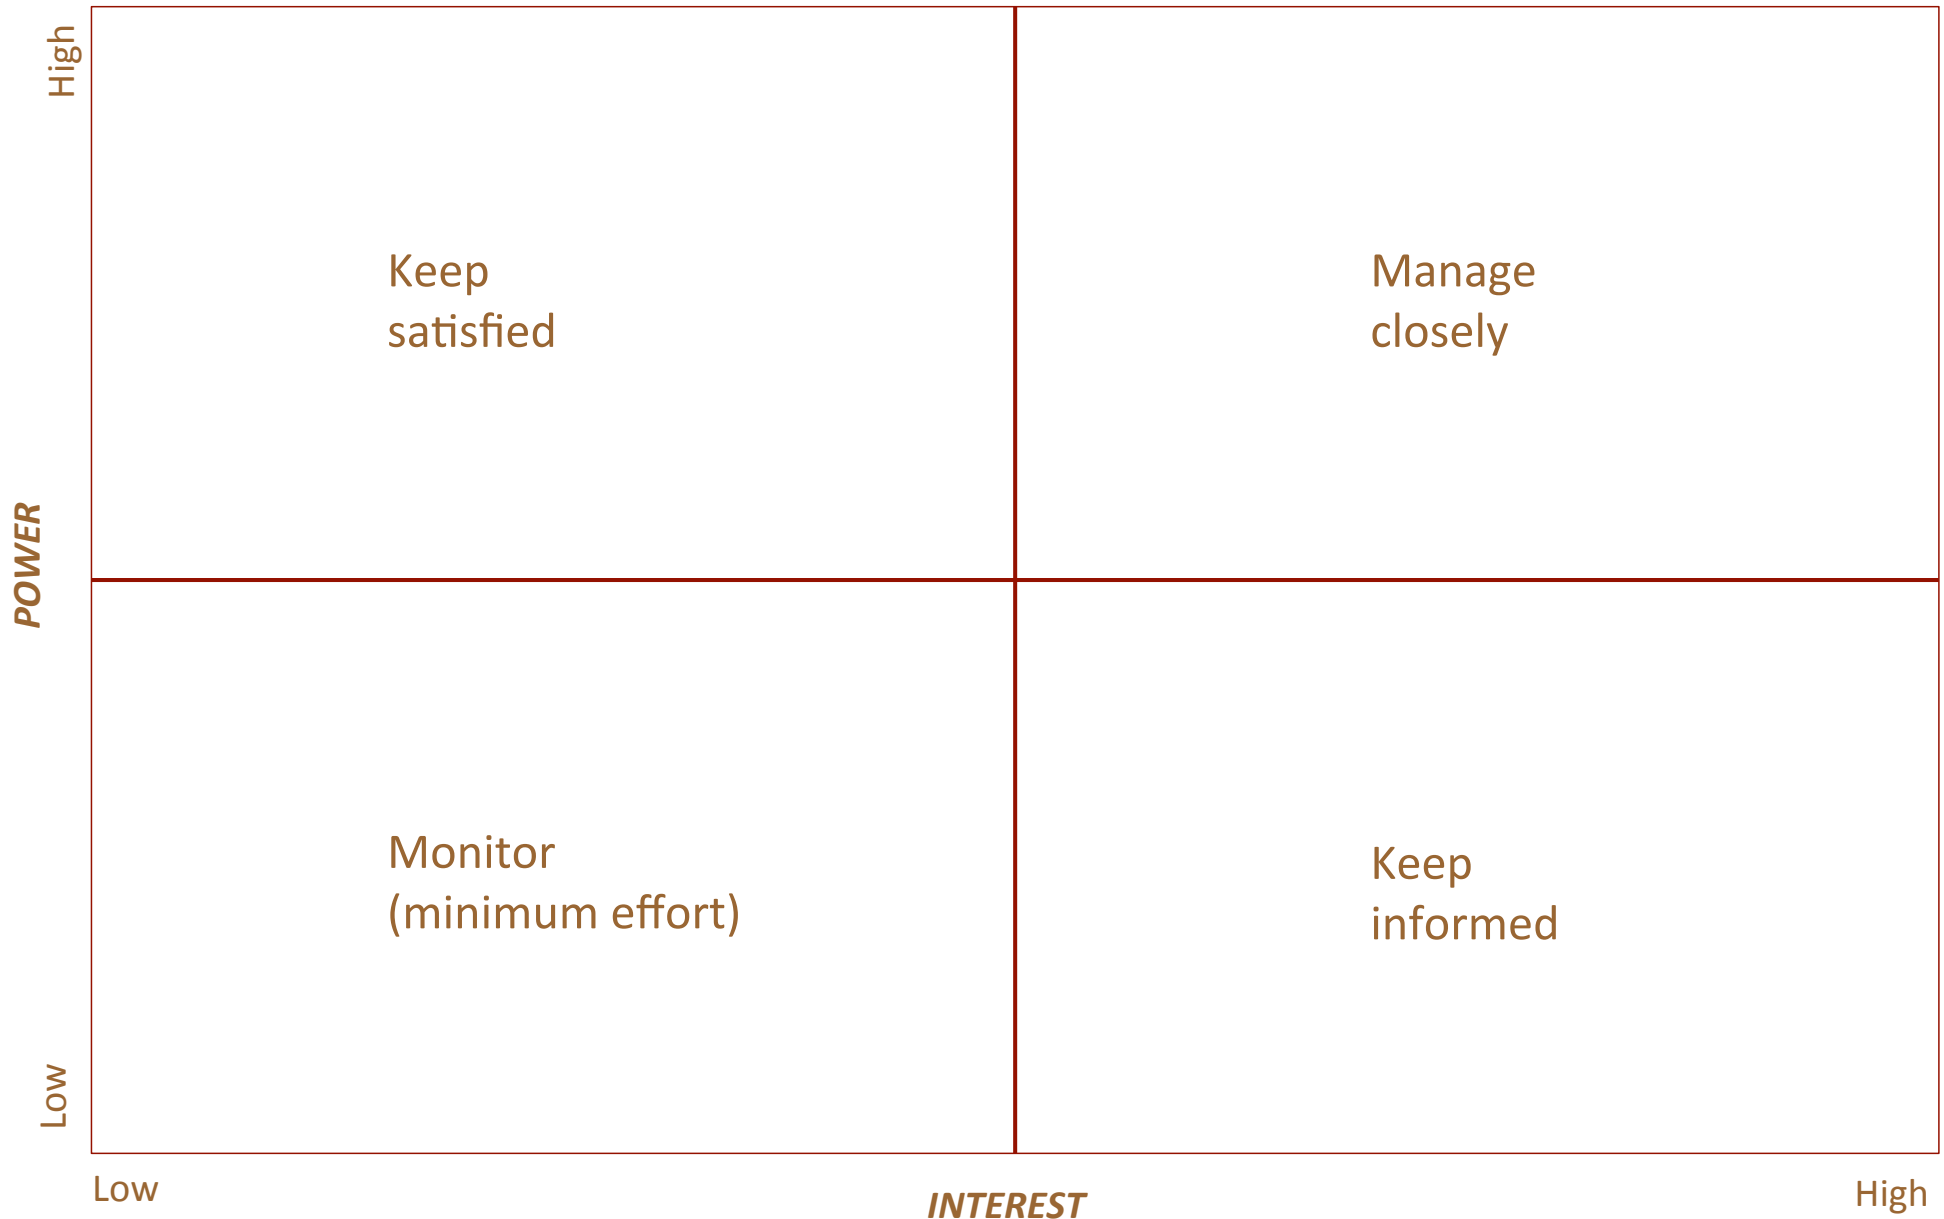 High
Keep
satisfied
Manage
closely
POWER
Monitor
(minimum effort)
Keep
informed
Low
Low
INTEREST
High